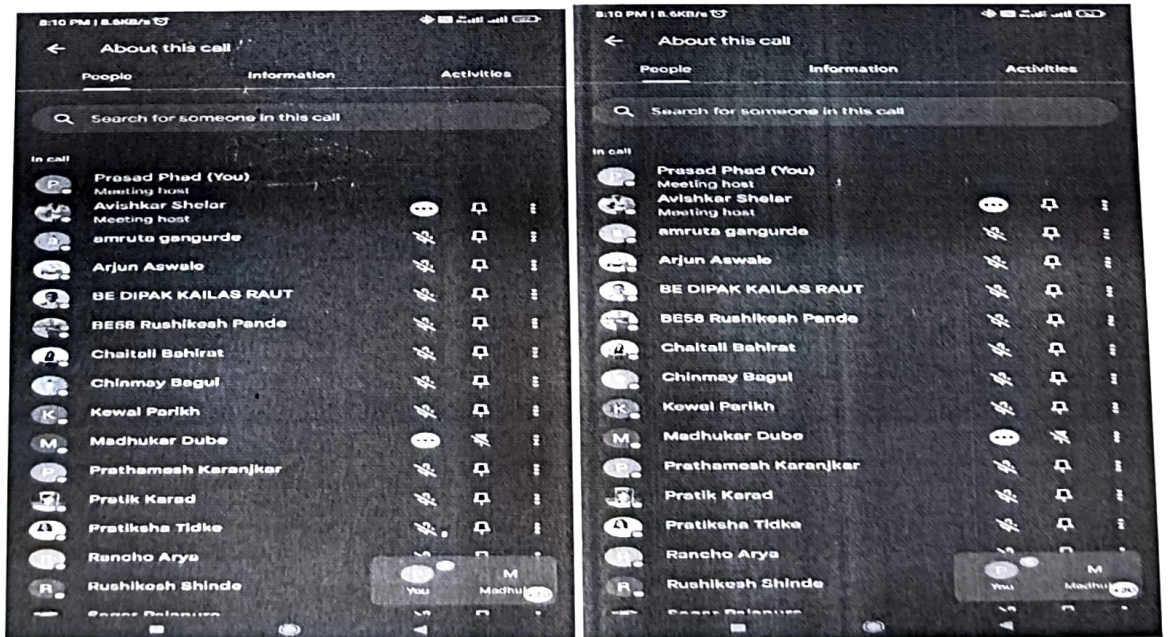 8:10 PM | 8.6KB/s
About this call
People Information Activities
Search for someone in this call
In call
P Prasad Phad (You)
Meeting host
Avishkar Shelar
Meeting host
amruta gangurde
Arjun Aswale
BE DIPAK KAILAS RAUT
BE58 Rushikesh Pande
Chaitali Bahirat
Chinmay Bagul
K Kewal Parikh
M Madhukar Dube
P Prathamesh Karanjkar
Pratik Karad
Pratiksha Tidke
R Rancho Arya
R Rushikesh Shinde
P M
You Madhu
8:10 PM | 8.6KB/s
About this call
People Information Activities
Search for someone in this call
In call
P Prasad Phad (You)
Meeting host
Avishkar Shelar
Meeting host
amruta gangurde
Arjun Aswale
BE DIPAK KAILAS RAUT
BE58 Rushikesh Pande
Chaitali Bahirat
Chinmay Bagul
K Kewal Parikh
M Madhukar Dube
P Prathamesh Karanjkar
Pratik Karad
Pratiksha Tidke
R Rancho Arya
R Rushikesh Shinde
P M
You Madhu